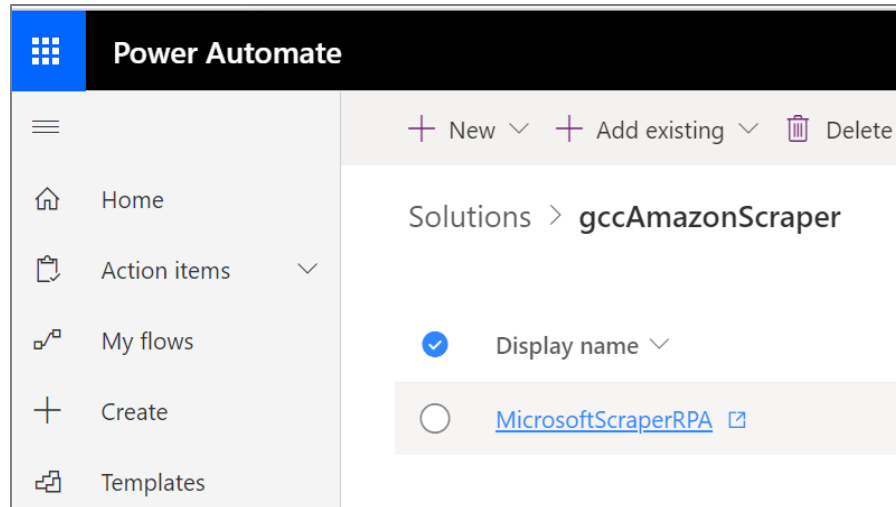 Power Automate
New
Add existing
Delete
Home
Action items
My flows
Create
Templates
Solutions > gccAmazonScraper
Display name
MicrosoftScraperRPA